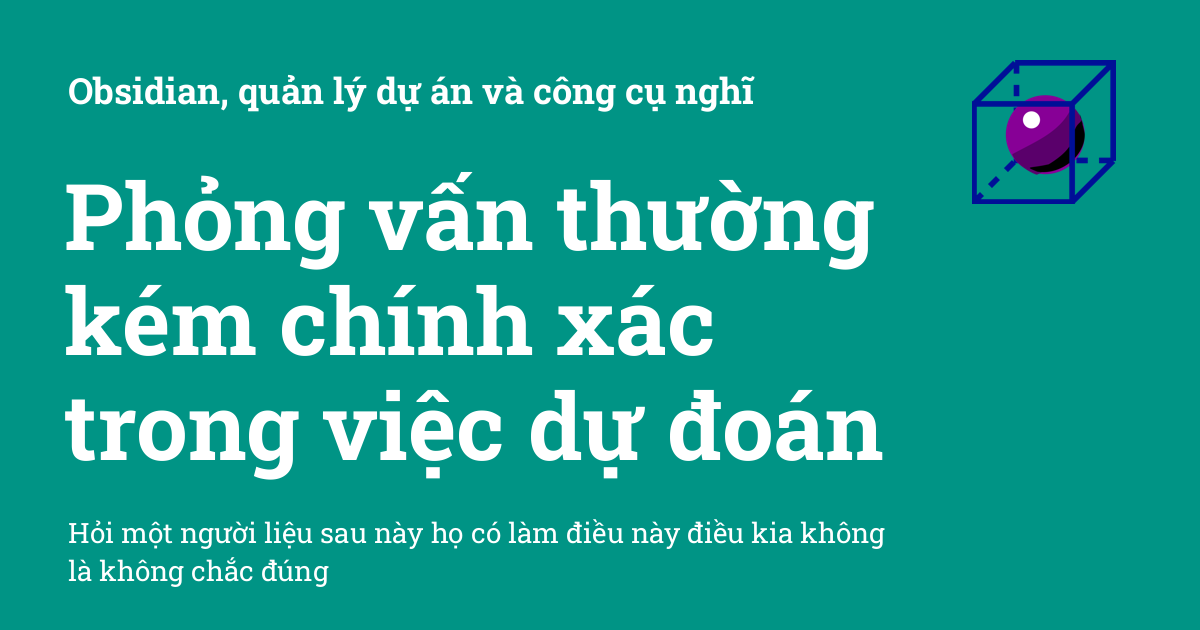 Obsidian, quản lý dự án và công cụ nghĩ
Phỏng vấn thường
kém chính xác
trong việc dự đoán
Hỏi một người liệu sau này họ có làm điều này điều kia không
là không chắc đúng